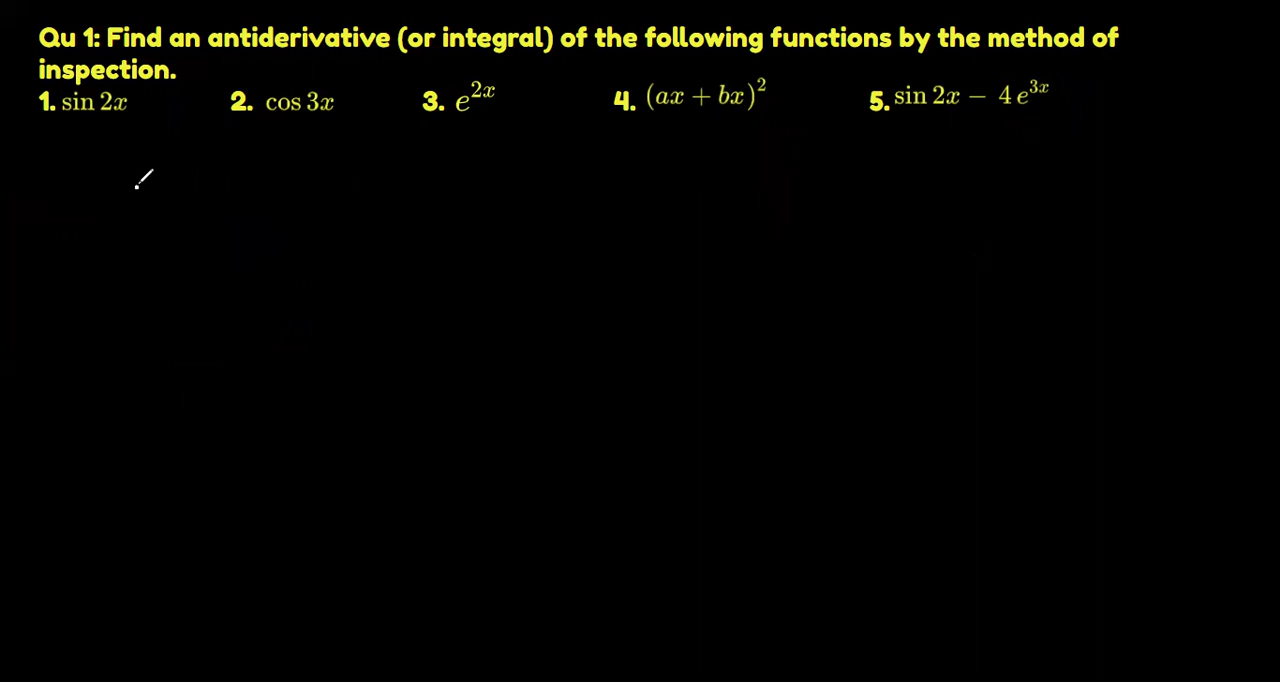 Qu 1: Find an antiderivative (or integral) of the following functions by the method of
inspection.
1. sin 2x 2. cos 3x 3. e^{2x} 4. (ax + bx)^2 5. sin 2x − 4 e^{3x}